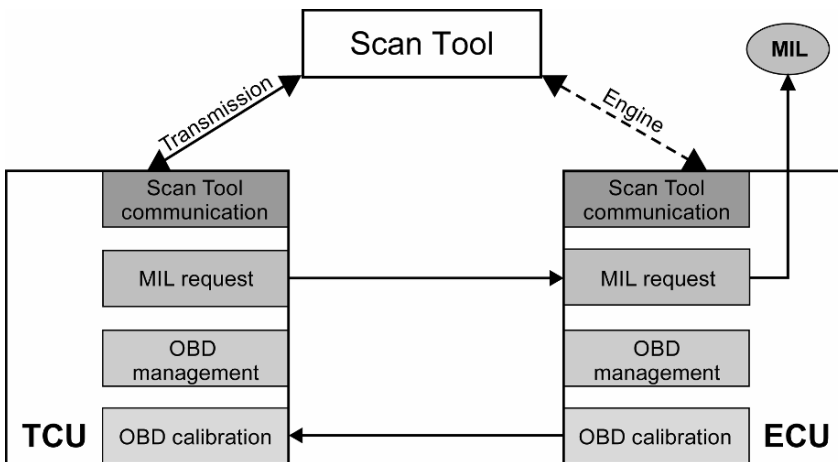 Scan Tool
MIL
Transmission
Engine
Scan Tool
communication
MIL request
OBD
management
TCU
OBD calibration
Scan Tool
communication
MIL request
OBD
management
OBD calibration
ECU